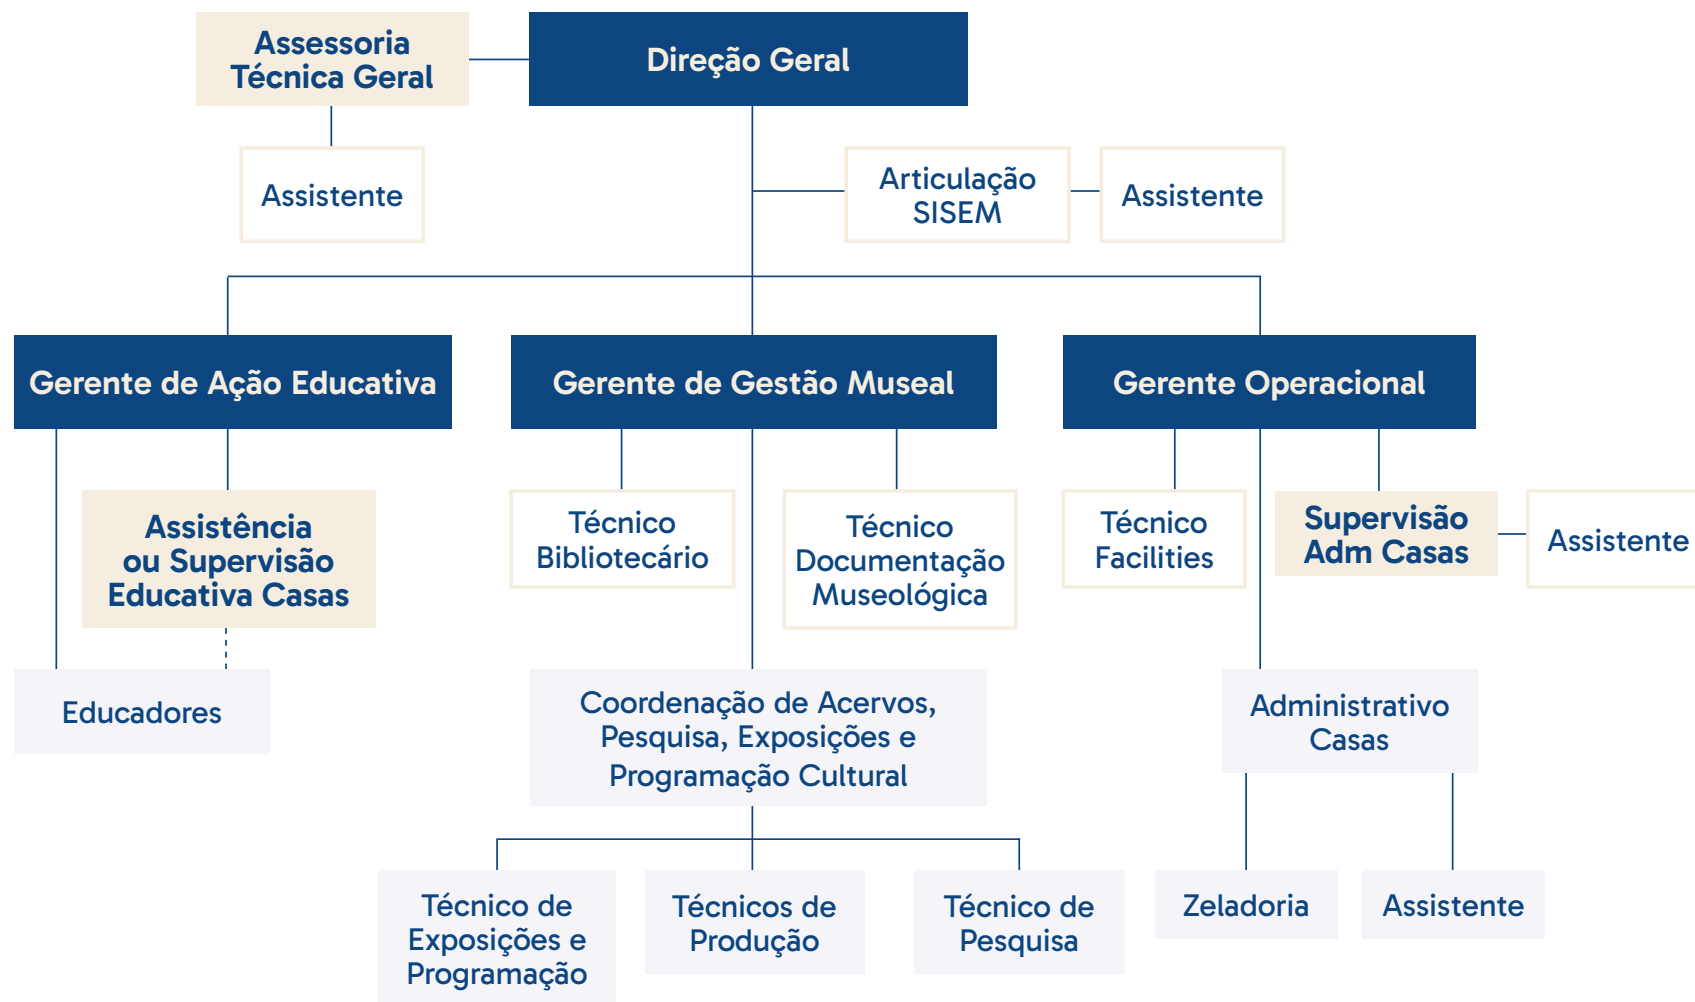 Assessoria
Técnica Geral
Direção Geral
Assistente
Articulação
SISEM
Assistente
Gerente de Ação Educativa
Gerente de Gestão Museal
Gerente Operacional
Assistência
ou Supervisão
Educativa Casas
Técnico
Bibliotecário
Técnico
Documentação
Museológica
Técnico
Facilities
Supervisão
Adm Casas
Assistente
Educadores
Coordenação de Acervos,
Pesquisa, Exposições e
Programação Cultural
Administrativo
Casas
Técnico de
Exposições e
Programação
Técnicos de
Produção
Técnico de
Pesquisa
Zeladoria
Assistente